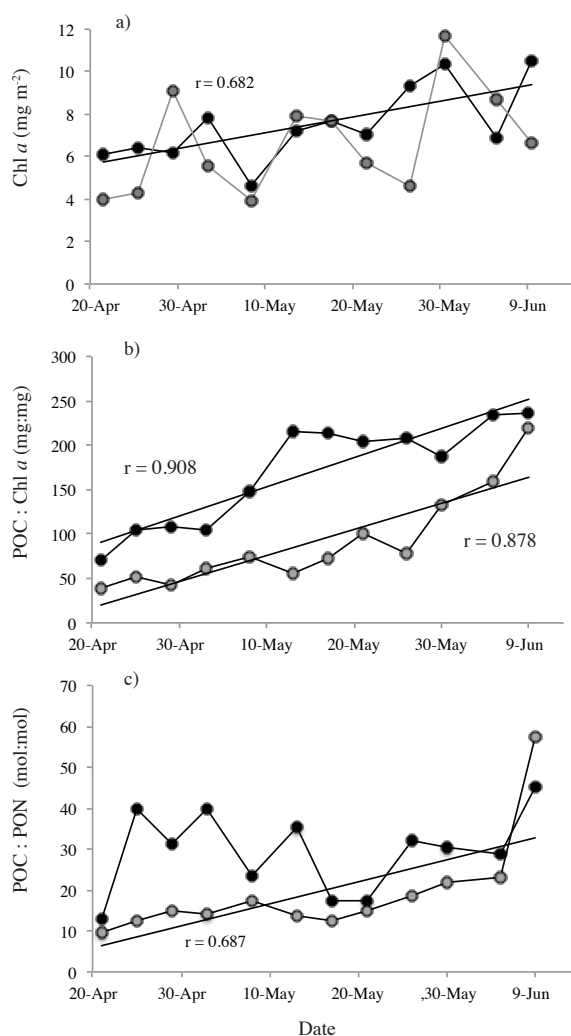 a)
Chl a (mg m-2)
12
10
8
6
4
2
0
r = 0.682
20-Apr 30-Apr 10-May 20-May 30-May 9-Jun
b)
POC : Chl a (mg:mg)
300
250
200
150
100
50
0
r = 0.908
r = 0.878
20-Apr 30-Apr 10-May 20-May 30-May 9-Jun
c)
POC : PON (mol:mol)
70
60
50
40
30
20
10
0
r = 0.687
20-Apr 30-Apr 10-May 20-May ,30-May 9-Jun
Date